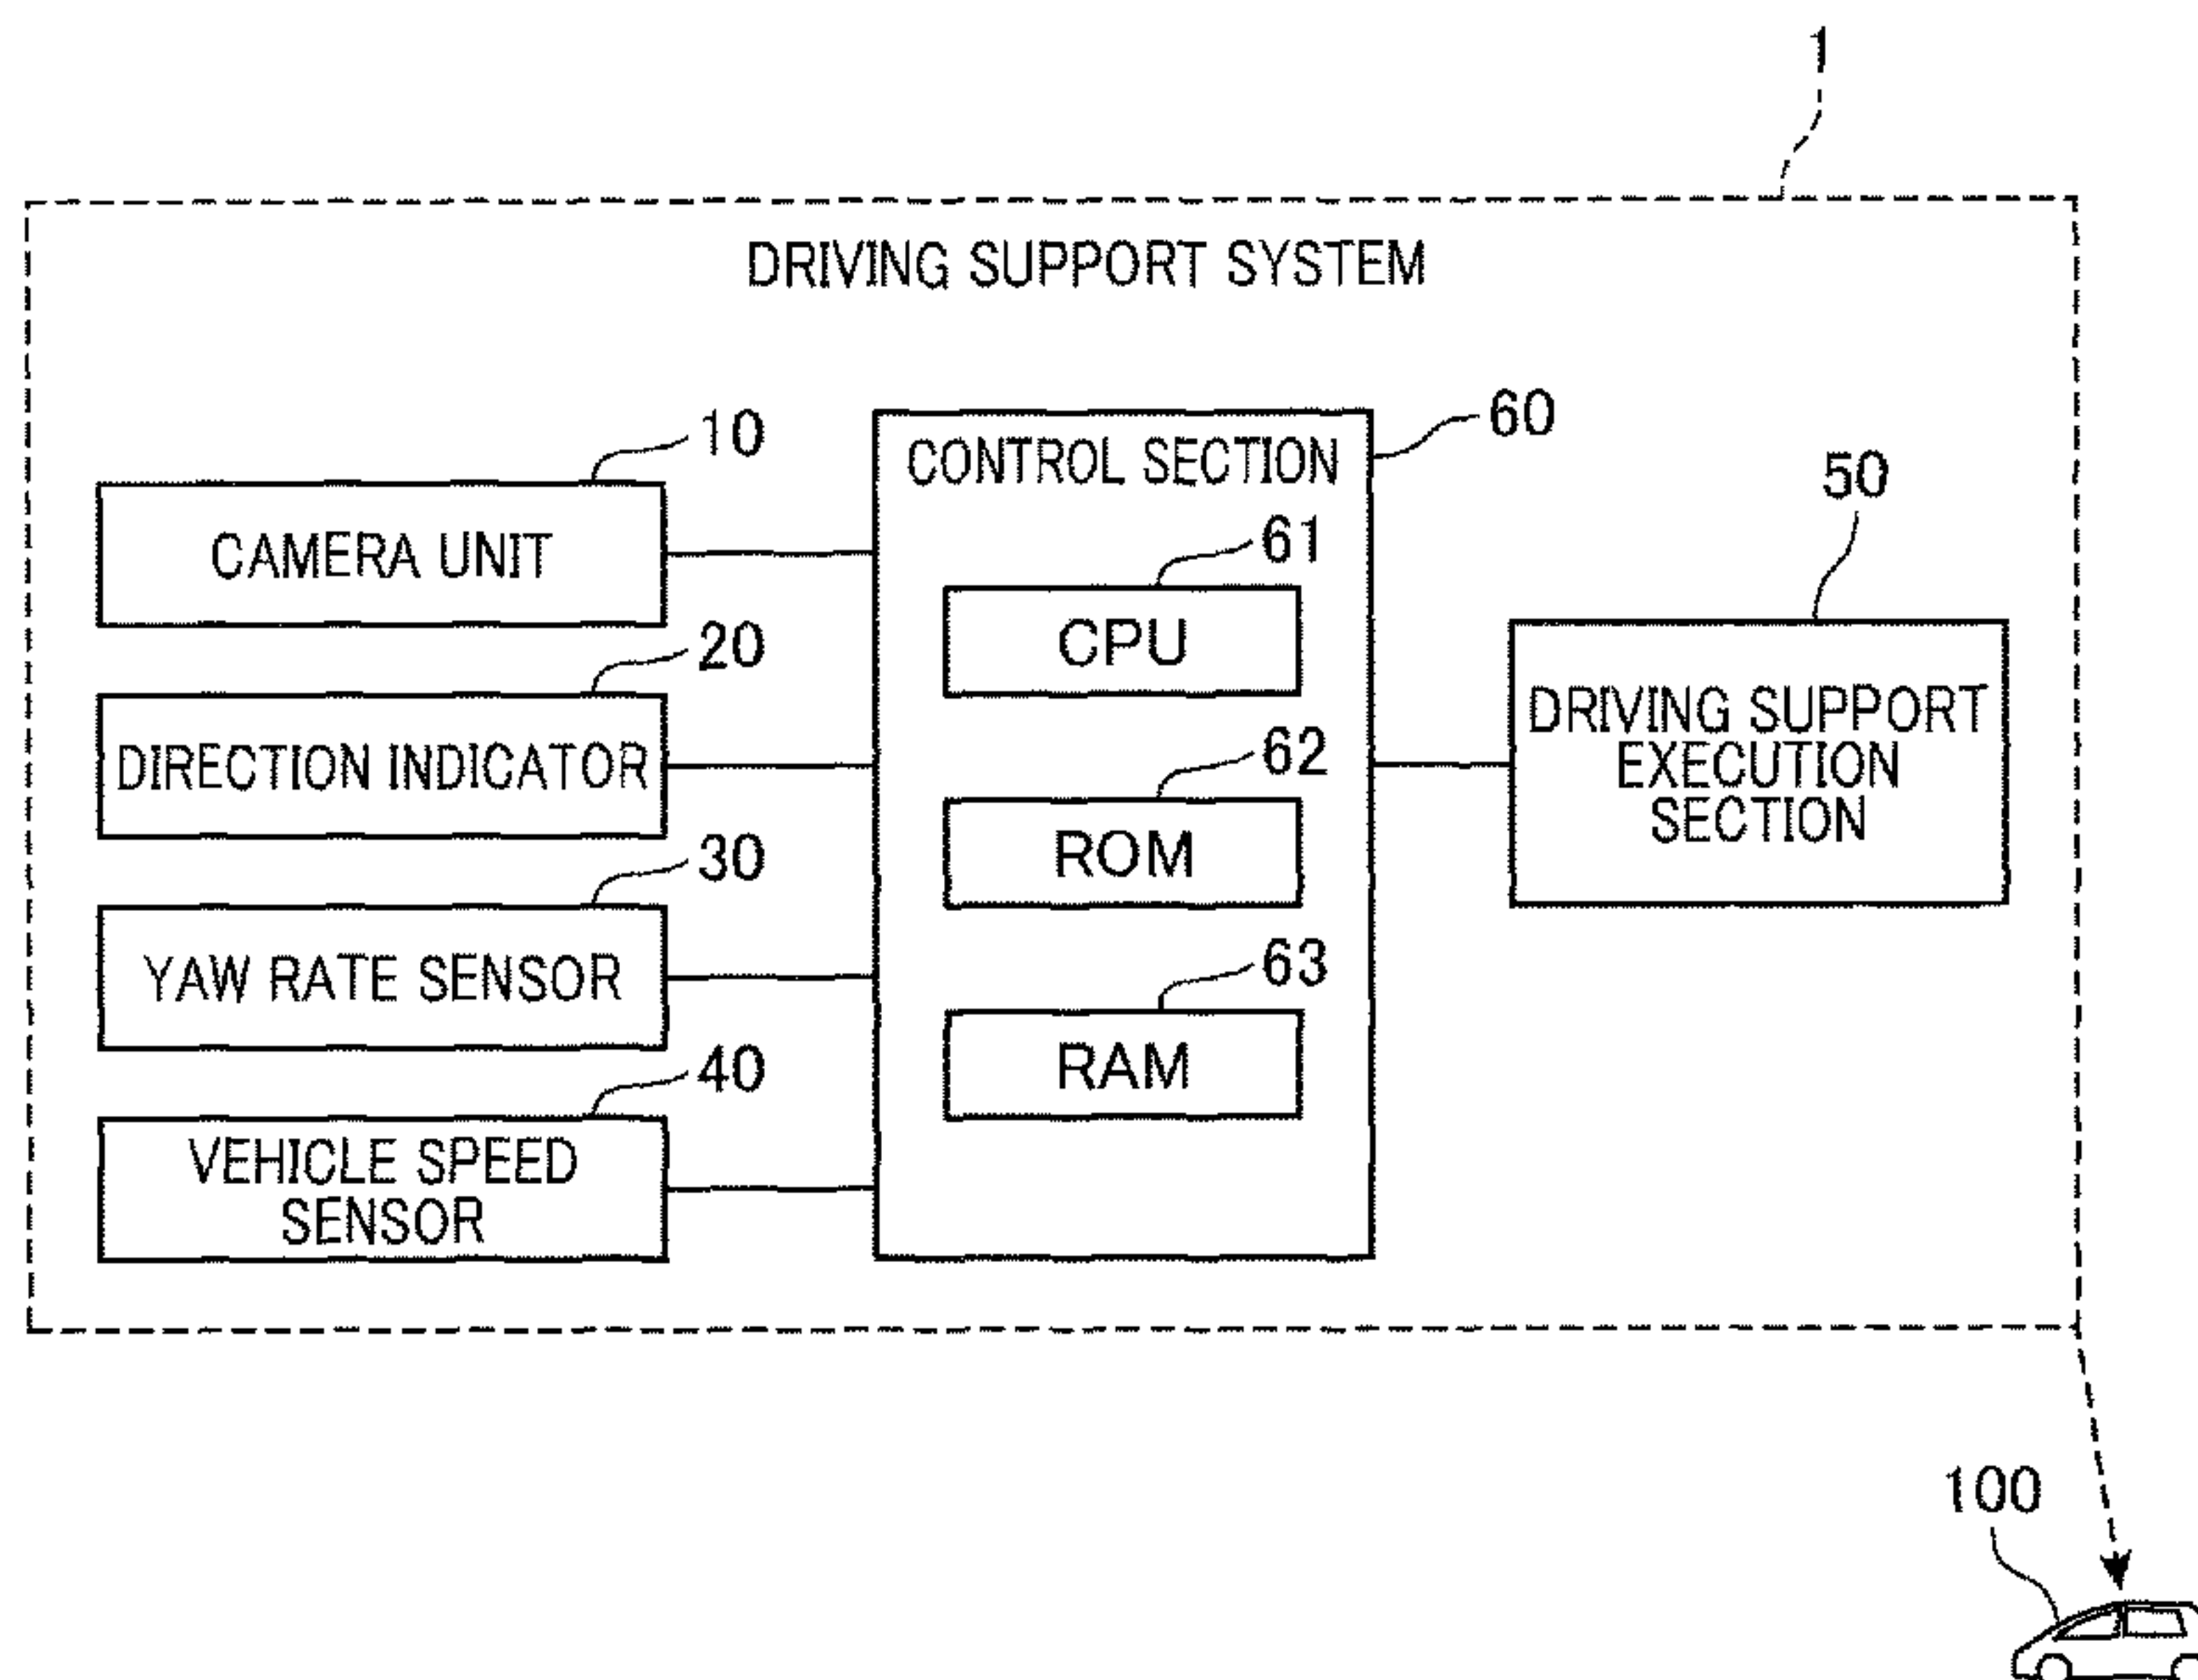 1
DRIVING SUPPORT SYSTEM
10
CAMERA UNIT
20
DIRECTION INDICATOR
30
YAW RATE SENSOR
40
VEHICLE SPEED
SENSOR
60
CONTROL SECTION
61
CPU
62
ROM
63
RAM
50
DRIVING SUPPORT
EXECUTION
SECTION
100